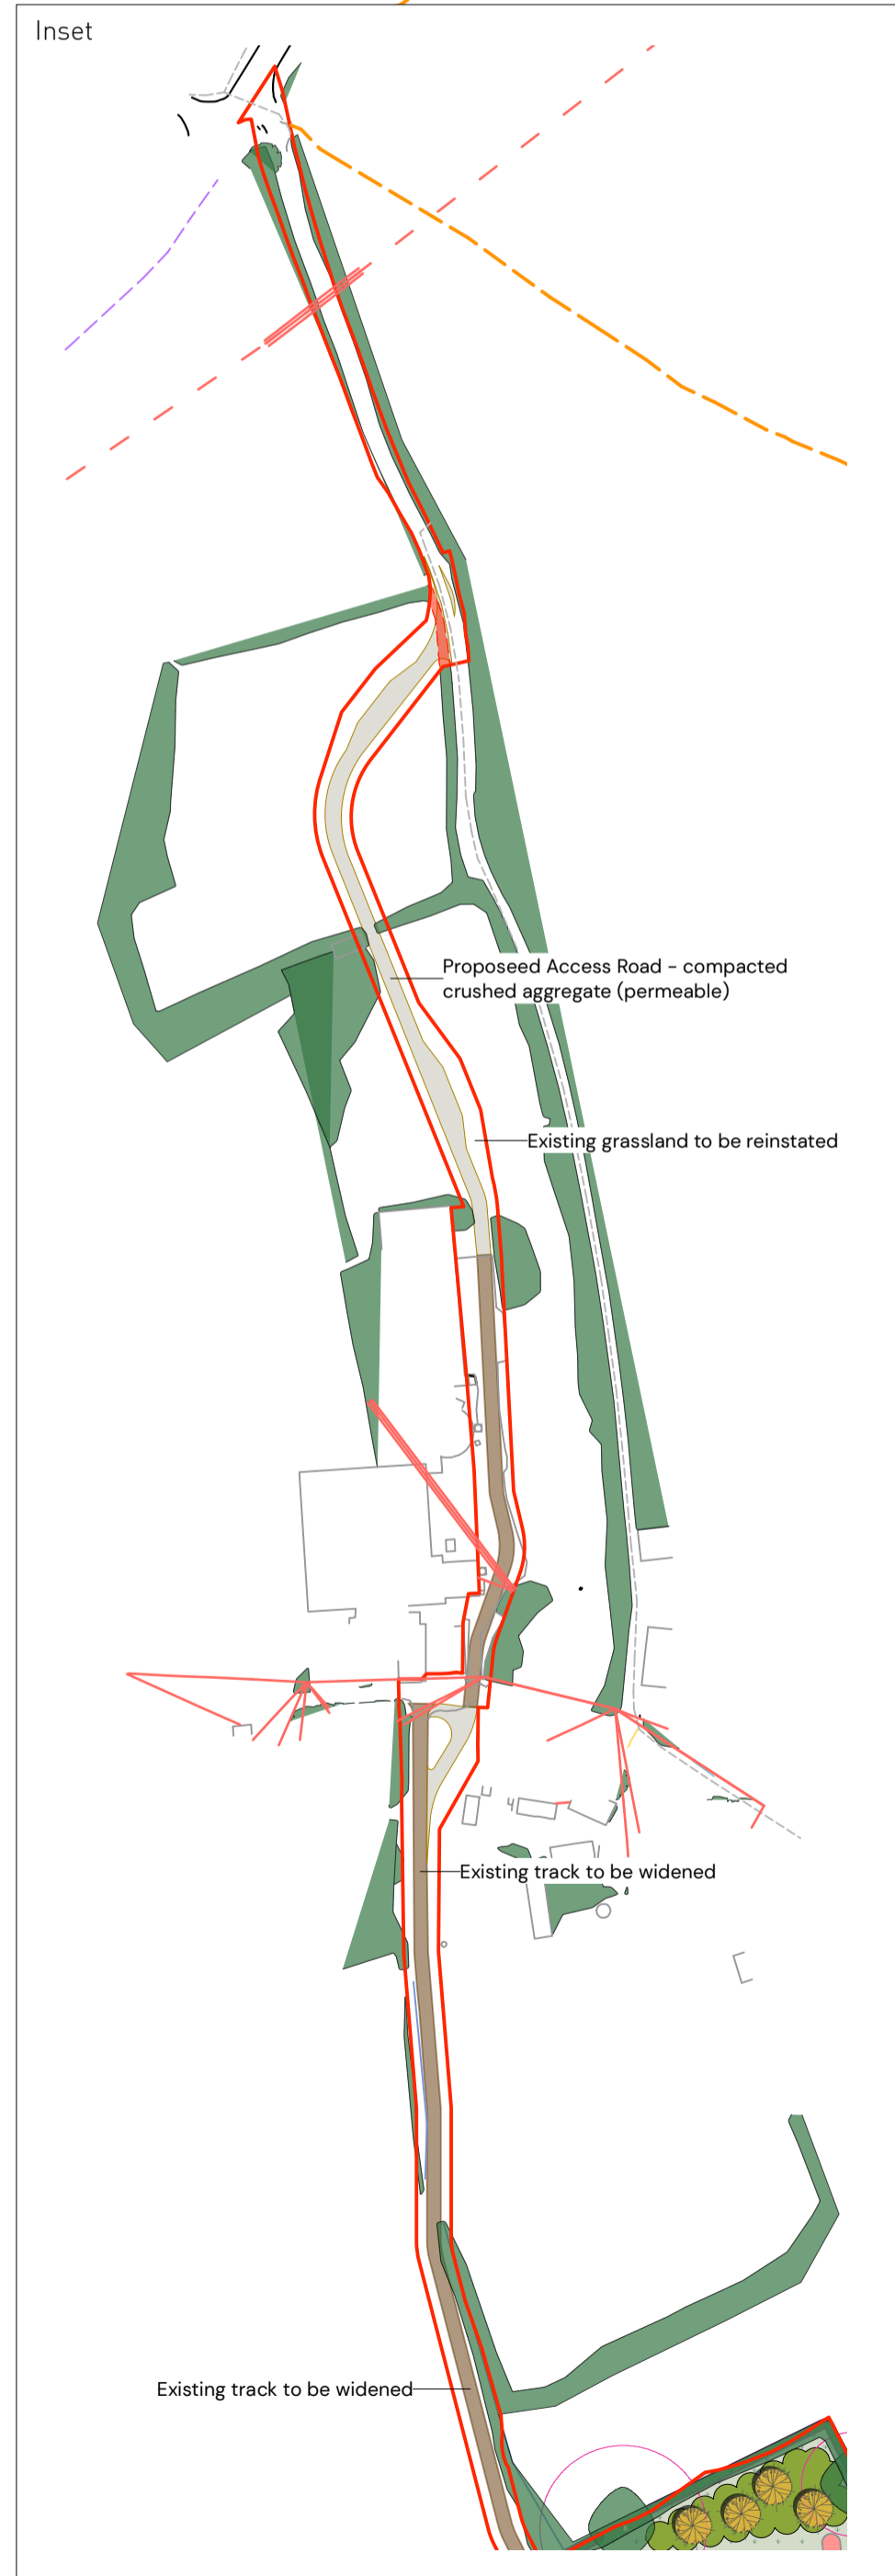 Inset
Proposeed Access Road - compacted
crushed aggregate (permeable)
Existing grassland to be reinstated
Existing track to be widened
Existing track to be widened